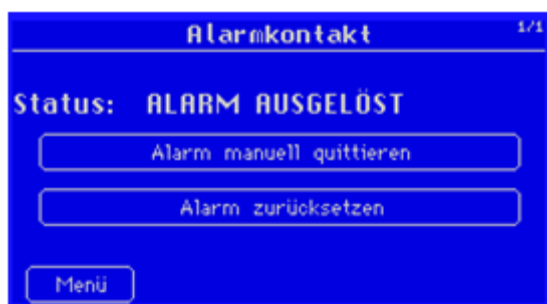 Alarmkontakt 1/1
Status: ALARM AUSGELÖST
Alarm manuell quittieren
Alarm zurücksetzen
Menü